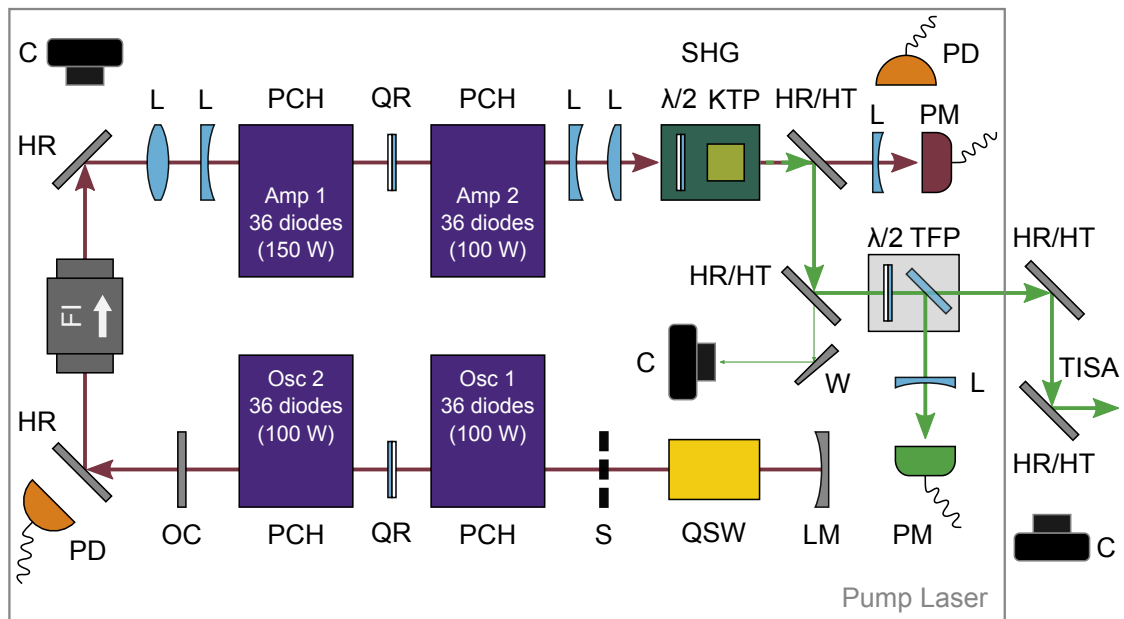 SHG
C
PD
L
L
PCH
QR
PCH
L
L
λ/2
KTP
HR/HT
L
PM
HR
Amp 1
36 diodes
(150 W)
Amp 2
36 diodes
(100 W)
λ/2 TFP
HR/HT
HR/HT
FI
C
W
L
TISA
Osc 2
36 diodes
(100 W)
Osc 1
36 diodes
(100 W)
HR
HR/HT
PD
OC
PCH
QR
PCH
S
QSW
LM
PM
C
Pump Laser